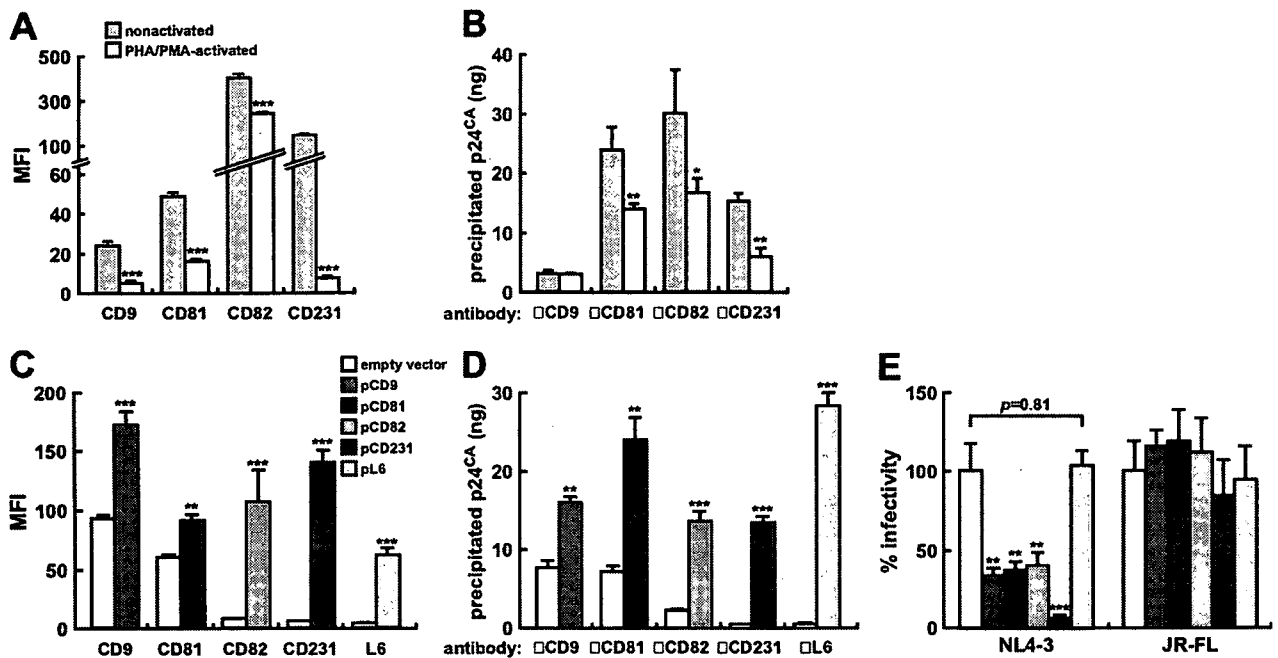 A
nonactivated
PHA/PMA-activated
500
300
100
60
40
20
0
MFI
***
***
***
***
CD9 CD81 CD82 CD231
B
40
30
20
10
0
precipitated p24CA (ng)
**
*
**
antibody: □CD9 □CD81 □CD82 □CD231
C
empty vector
pCD9
pCD81
pCD82
pCD231
pL6
200
150
100
50
0
MFI
***
**
***
***
***
CD9 CD81 CD82 CD231 L6
D
30
20
10
0
precipitated p24CA (ng)
**
**
***
***
***
antibody: □CD9 □CD81 □CD82 □CD231 □L6
E
150
100
50
0
% infectivity
p=0.81
**
**
**
***
NL4-3 JR-FL